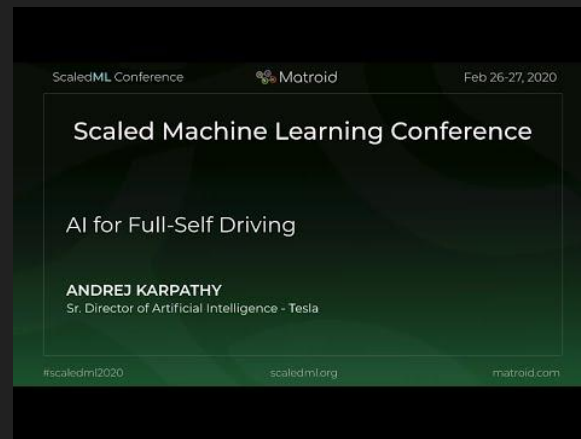 ScaledML Conference Matroid Feb 26-27, 2020
Scaled Machine Learning Conference
AI for Full-Self Driving
ANDREJ KARPATHY
Sr. Director of Artificial Intelligence - Tesla
#scaledml2020 scaledml.org matroid.com